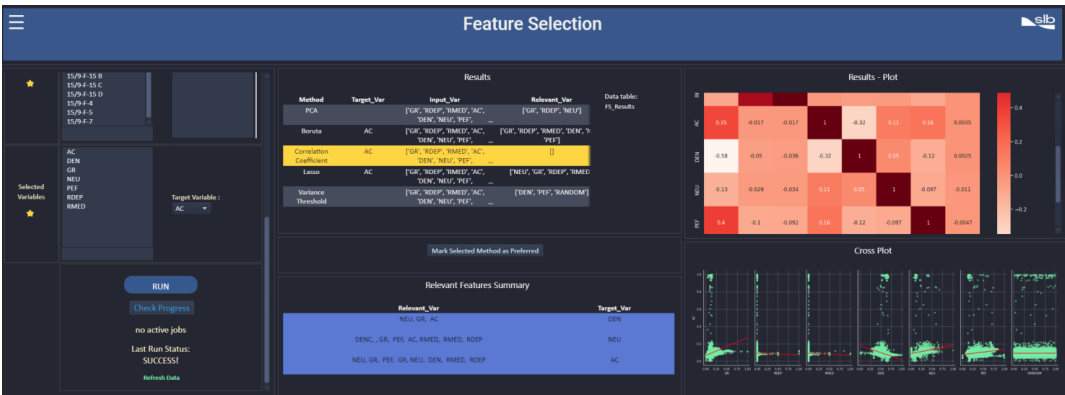 Feature Selection
slb
15/9-F-15 B
15/9-F-15 C
15/9-F-15 D
15/9-F-4
15/9-F-5
15/9-F-7
Selected
Variables
AC
DEN
GR
NEU
PEF
RDEP
RMED
Target Variable :
AC
RUN
Check Progress
no active jobs
Last Run Status:
SUCCESS!
Refresh Data
Results
Method Target_Var Input_Var Relevant_Var
PCA ['GR', 'RDEP', 'RMED', 'AC', ['GR', 'RDEP', 'NEU']
'DEN', 'NEU', 'PEF', ...
Boruta AC ['GR', 'RDEP', 'RMED', 'AC', ['GR', 'RDEP', 'RMED', 'DEN', 'N
'DEN', 'NEU', 'PEF', ... 'PEF']
Correlation AC ['GR', 'RDEP', 'RMED', 'AC', []
Coefficient 'DEN', 'NEU', 'PEF', ...
Lasso AC ['GR', 'RDEP', 'RMED', 'AC', ['NEU', 'GR', 'RDEP', 'RMED
'DEN', 'NEU', 'PEF', ...
Variance ['GR', 'RDEP', 'RMED', 'AC', ['DEN', 'PEF', 'RANDOM']
Threshold 'DEN', 'NEU', 'PEF', ...
Data table:
FS_Results
Mark Selected Method as Preferred
Relevant Features Summary
Relevant_Var Target_Var
NEU, GR, AC DEN
DENC, , GR, PEF, AC, RMED, RMED, RDEP NEU
NEU, GR, PEF, GR, NEU, DEN, RMED, RDEP AC
Results - Plot
AC 0.35 -0.017 -0.017 1 -0.32 0.11 0.16 0.0035
DEN -0.58 -0.05 -0.036 -0.32 1 0.05 -0.12 0.0025
NEU -0.13 -0.029 -0.034 0.11 0.05 1 -0.097 -0.011
PEF 0.4 -0.1 -0.092 0.16 -0.12 -0.097 1 -0.0047
0.4
0.2
0.0
-0.2
Cross Plot
GR RDEP RMED DEN NEU PEF RANDOM